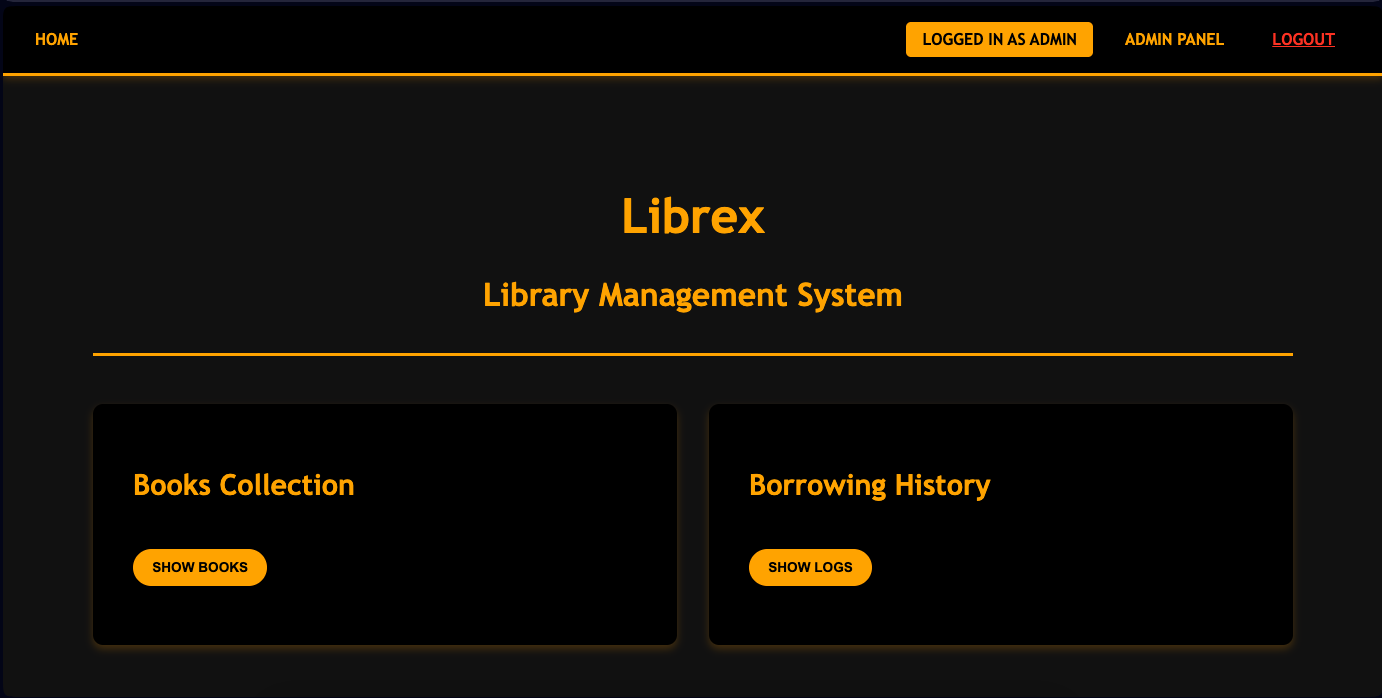 HOME
LOGGED IN AS ADMIN
ADMIN PANEL
LOGOUT
Librex
Library Management System
Books Collection
SHOW BOOKS
Borrowing History
SHOW LOGS